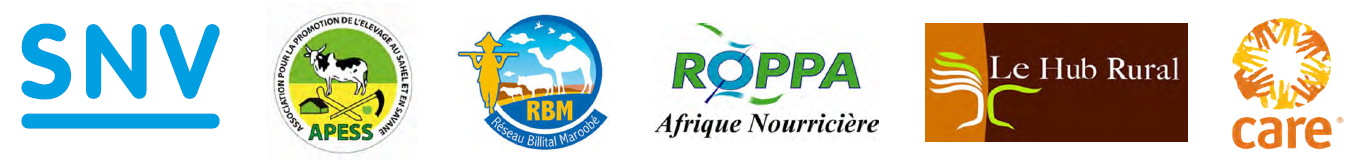 SNV
ASSOCIATION POUR LA PROMOTION DE L'ELEVAGE AU SAHEL ET EN SAVANE
APESS
RBM
Réseau Billital Maroobé
ROPPA
Afrique Nourricière
Le Hub Rural
care®